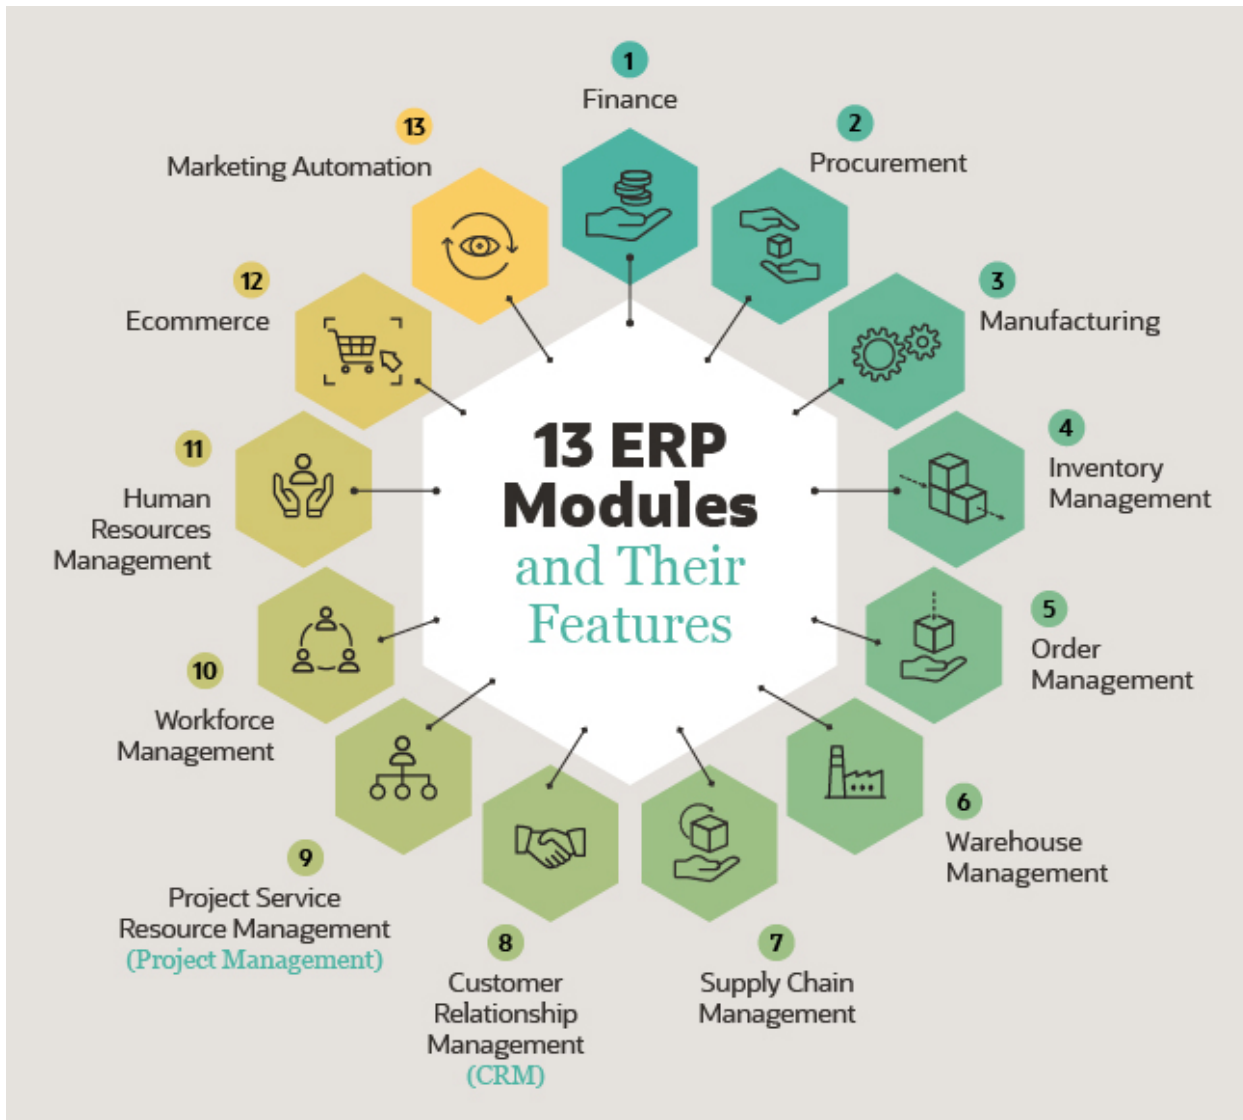 13 ERP
Modules
and Their
Features
1
Finance
2
Procurement
3
Manufacturing
4
Inventory
Management
5
Order
Management
6
Warehouse
Management
7
Supply Chain
Management
8
Customer
Relationship
Management
(CRM)
9
Project Service
Resource Management
(Project Management)
10
Workforce
Management
11
Human
Resources
Management
12
Ecommerce
13
Marketing Automation